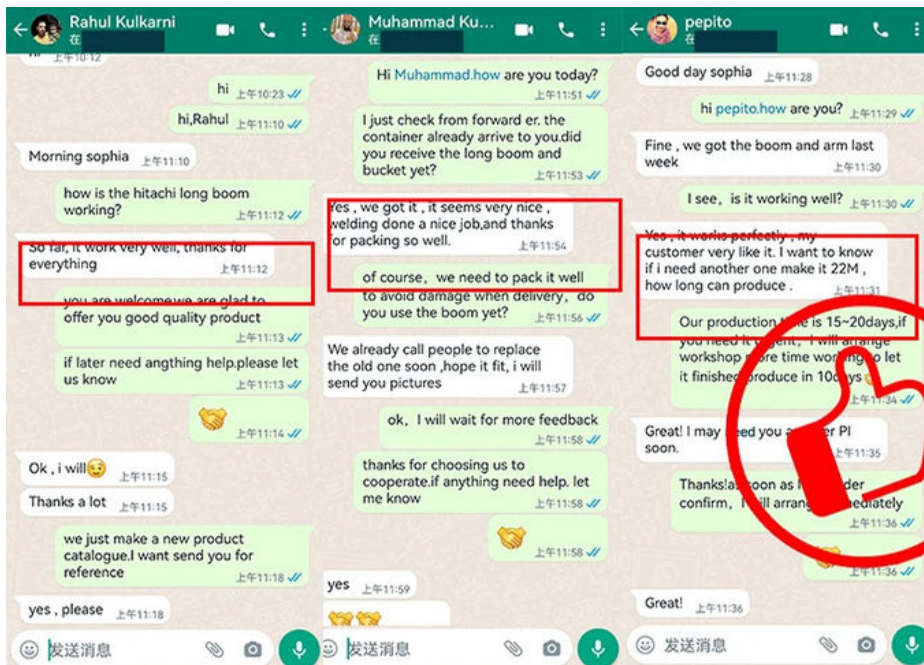 Rahul Kulkarni
在
上午10:12
hi 上午10:23
hi,Rahul 上午11:10
Morning sophia 上午11:10
how is the hitachi long boom
working? 上午11:12
So far, it work very well, thanks for
everything 上午11:12
you are welcome.we are glad to
offer you good quality product
上午11:13
if later need angthing help.please let
us know 上午11:13
上午11:14
Ok , i will 上午11:15
Thanks a lot 上午11:15
we just make a new product
catalogue.I want send you for
reference 上午11:18
yes , please 上午11:18
发送消息
Muhammad Ku...
在
Hi Muhammad.how are you today?
上午11:51
I just check from forward er, the
container already arrive to you.did
you receive the long boom and
bucket yet? 上午11:53
Yes , we got it , it seems very nice ,
welding done a nice job,and thanks
for packing so well. 上午11:54
of course，we need to pack it well
to avoid damage when delivery，do
you use the boom yet? 上午11:56
We already call people to replace
the old one soon ,hope it fit, i will
send you pictures 上午11:57
ok，I will wait for more feedback
上午11:58
thanks for choosing us to
cooperate.if anything need help. let
me know 上午11:58
上午11:58
yes 上午11:59
发送消息
pepito
在
Good day sophia 上午11:28
hi pepito.how are you? 上午11:29
Fine , we got the boom and arm last
week 上午11:30
I see，is it working well? 上午11:30
Yes , it works perfectly , my
customer very like it. I want to know
if i need another one make it 22M ,
how long can produce . 上午11:31
Our production time is 15~20days,if
you need it urgent，I will arrange
workshop more time working to let
it finished produce in 10days
上午11:34
Great! I may need you another PI
soon. 上午11:35
Thanks!as soon as
confirm，I will arrange immediately
上午11:36
上午11:36
Great! 上午11:36
发送消息